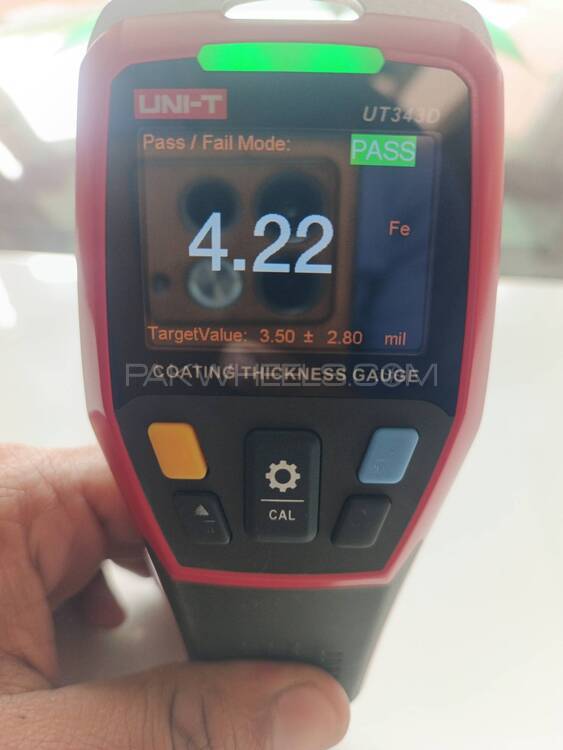 UNI-T
UT343D
Pass / Fail Mode: PASS
4.22 Fe
TargetValue: 3.50 ± 2.80 mil
PAKWHEELS.COM
COATING THICKNESS GAUGE
CAL